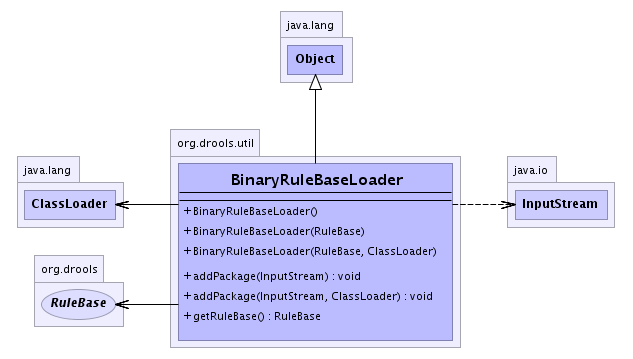 java.lang
Object
org.drools.util
BinaryRuleBaseLoader
+ BinaryRuleBaseLoader()
+ BinaryRuleBaseLoader(RuleBase)
+ BinaryRuleBaseLoader(RuleBase, ClassLoader)
+ addPackage(InputStream) : void
+ addPackage(InputStream, ClassLoader) : void
+ getRuleBase() : RuleBase
java.lang
ClassLoader
org.drools
RuleBase
java.io
InputStream